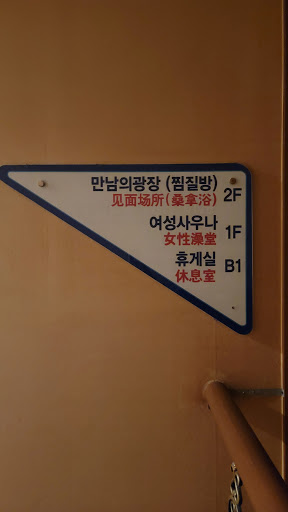 만남의광장 (찜질방) 2F
见面场所(桑拿浴)
여성사우나 1F
女性澡堂
휴게실 B1
休息室